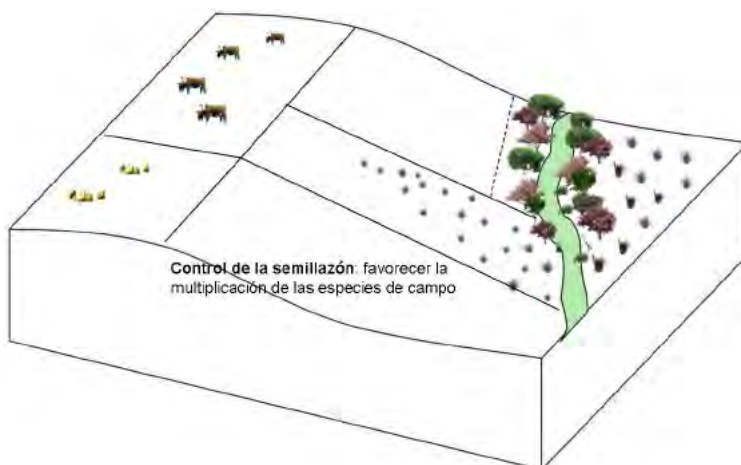 Control de la semillazón: favorecer la
multiplicación de las especies de campo